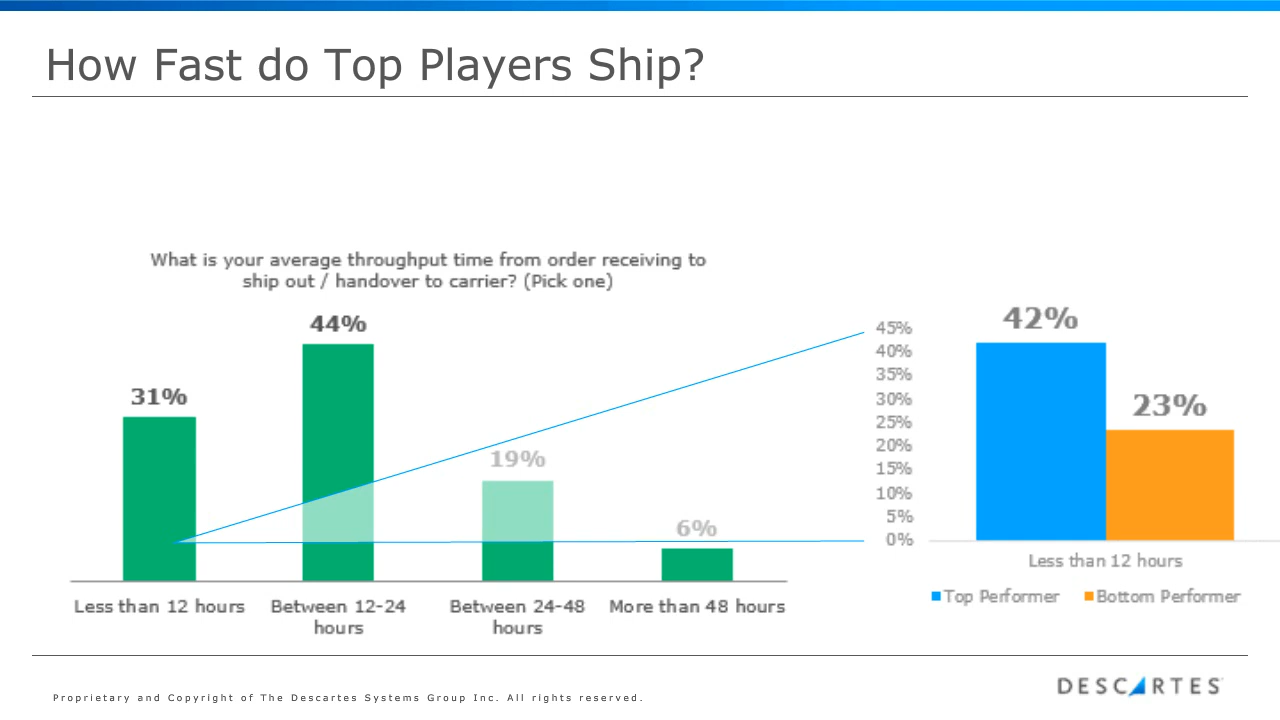 How Fast do Top Players Ship?
What is your average throughput time from order receiving to
ship out / handover to carrier? (Pick one)
31%
44%
19%
6%
Less than 12 hours
Between 12-24
hours
Between 24-48
hours
More than 48 hours
45%
40%
35%
30%
25%
20%
15%
10%
5%
0%
42%
23%
Less than 12 hours
Top Performer
Bottom Performer
Proprietary and Copyright of The Descartes Systems Group Inc. All rights reserved.
DESCARTES